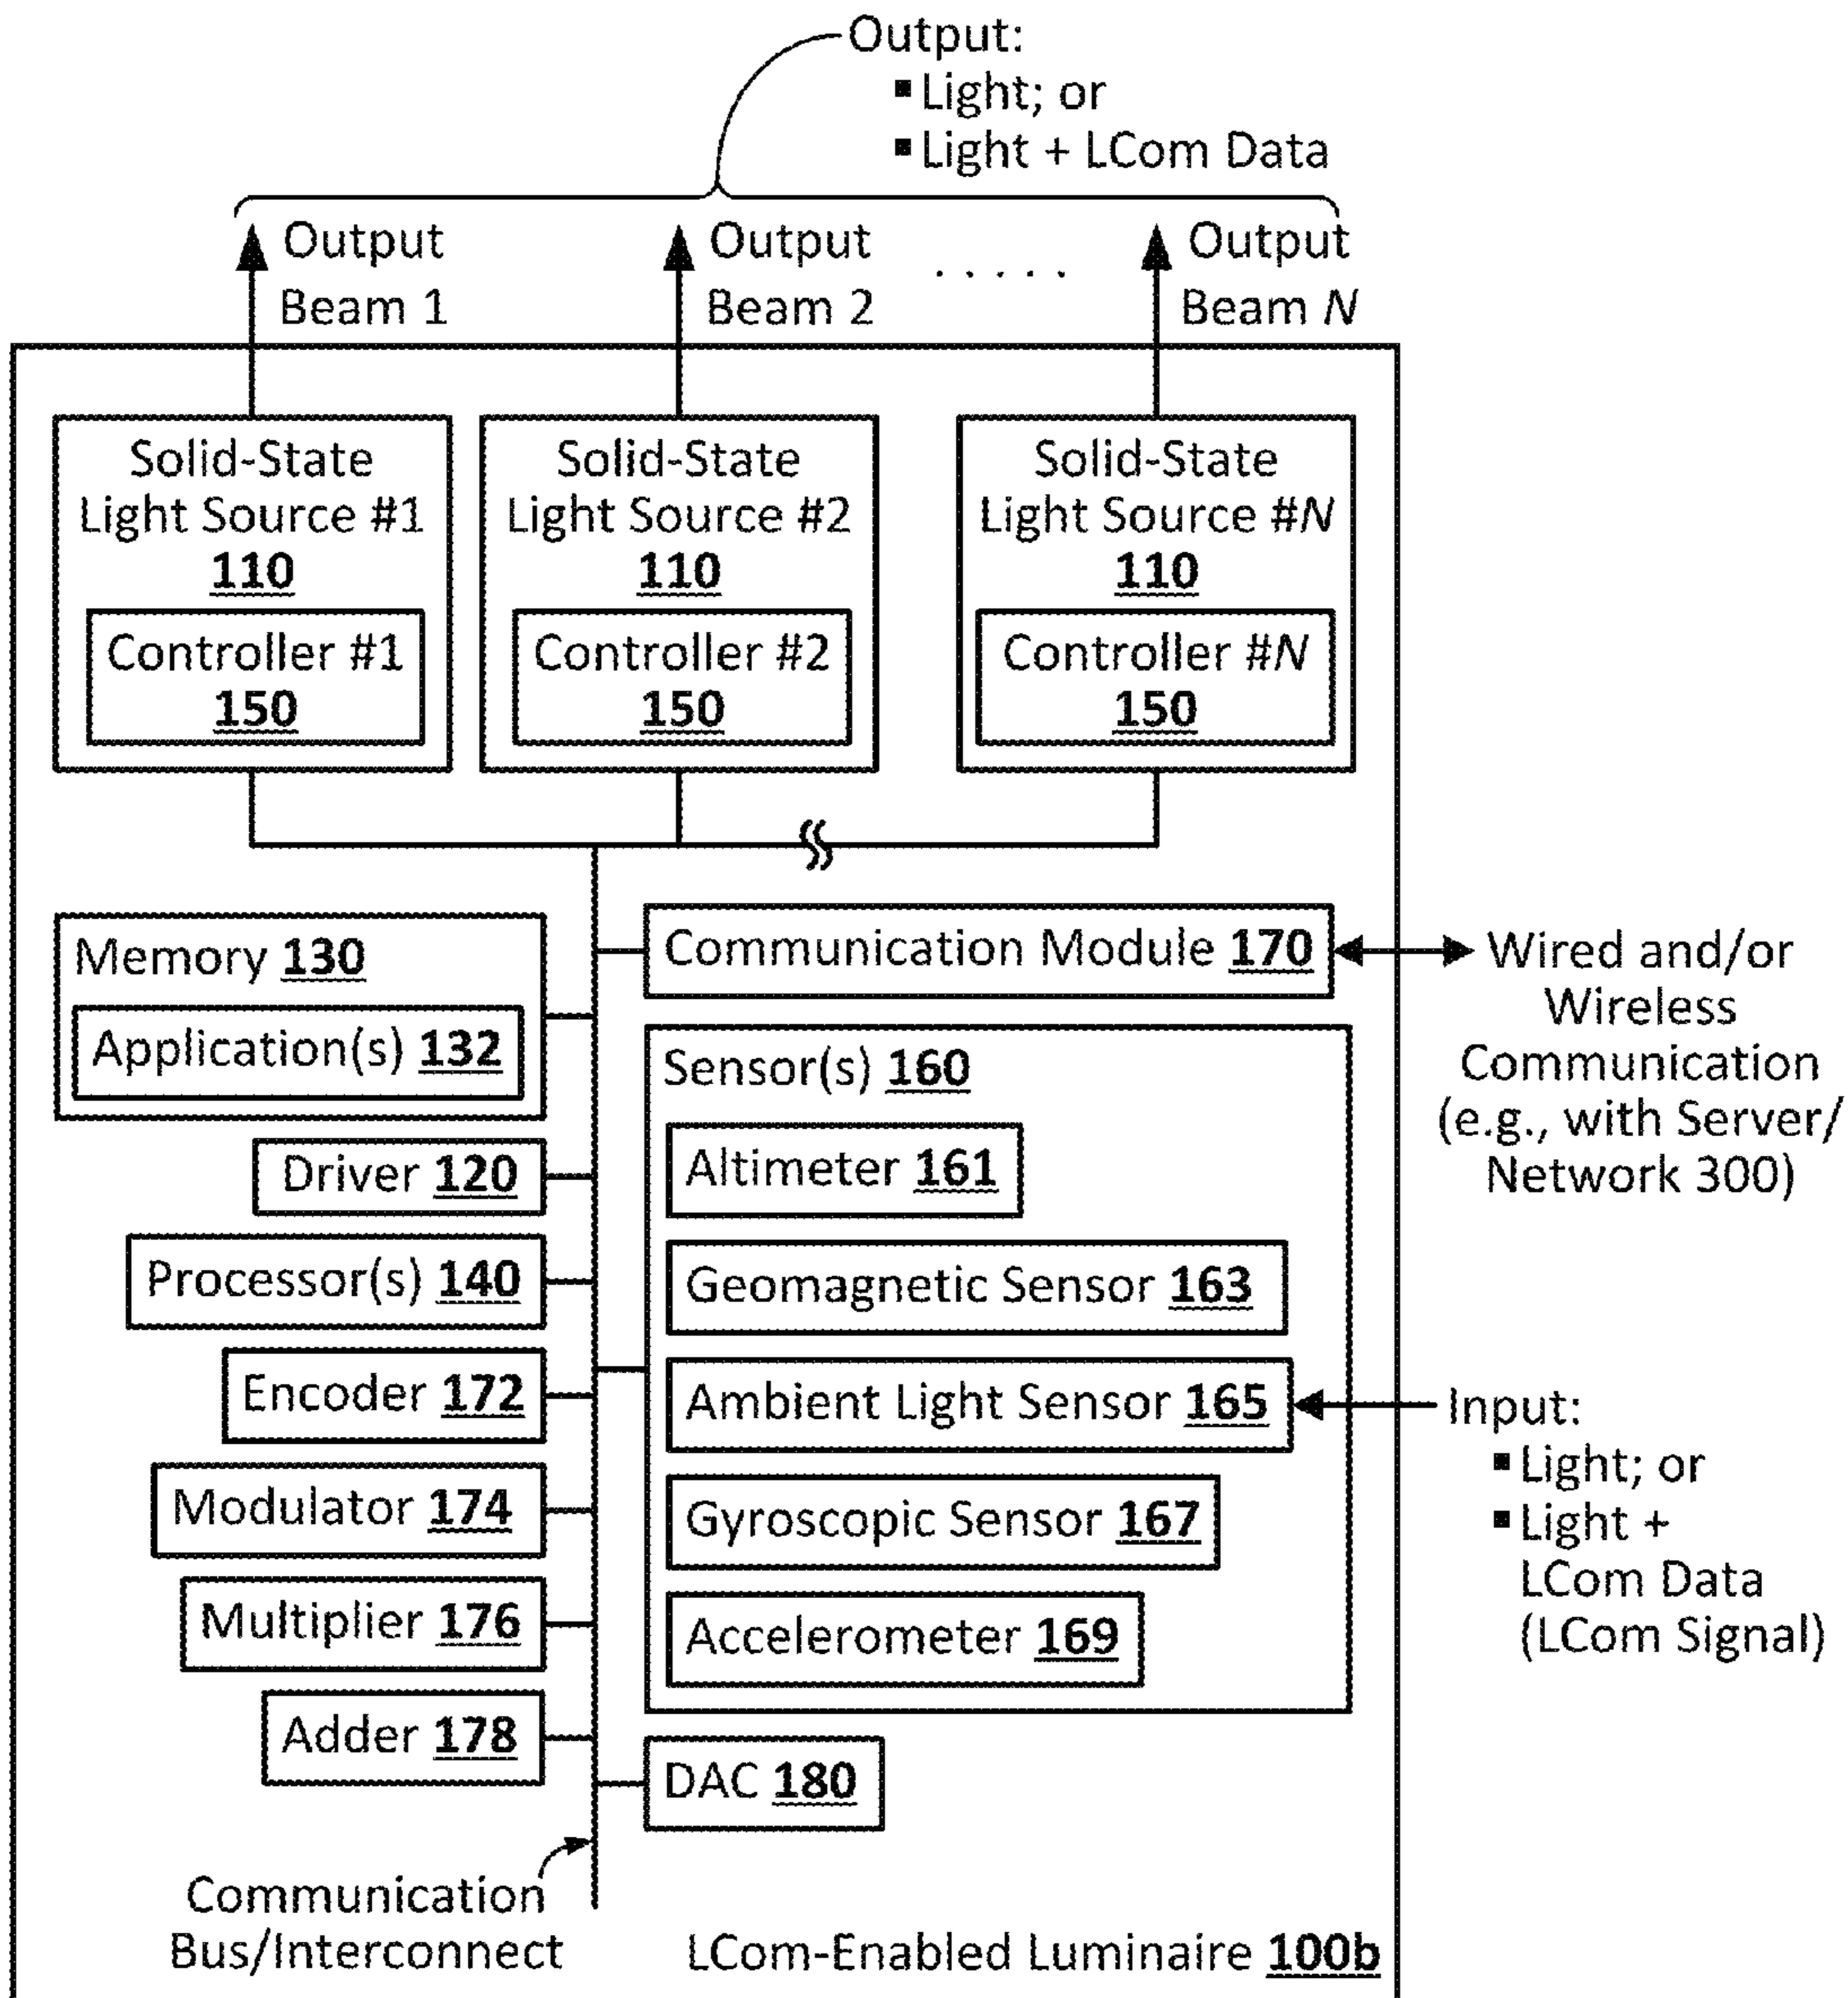 Output:
▪ Light; or
▪ Light + LCom Data
Output
Beam 1
Output
Beam 2
. . . . .
Output
Beam N
Solid-State
Light Source #1
110
Controller #1
150
Solid-State
Light Source #2
110
Controller #2
150
Solid-State
Light Source #N
110
Controller #N
150
Memory 130
Application(s) 132
Driver 120
Processor(s) 140
Encoder 172
Modulator 174
Multiplier 176
Adder 178
Communication
Bus/Interconnect
Communication Module 170
Sensor(s) 160
Altimeter 161
Geomagnetic Sensor 163
Ambient Light Sensor 165
Gyroscopic Sensor 167
Accelerometer 169
DAC 180
LCom-Enabled Luminaire 100b
Wired and/or
Wireless
Communication
(e.g., with Server/
Network 300)
Input:
▪ Light; or
▪ Light +
LCom Data
(LCom Signal)